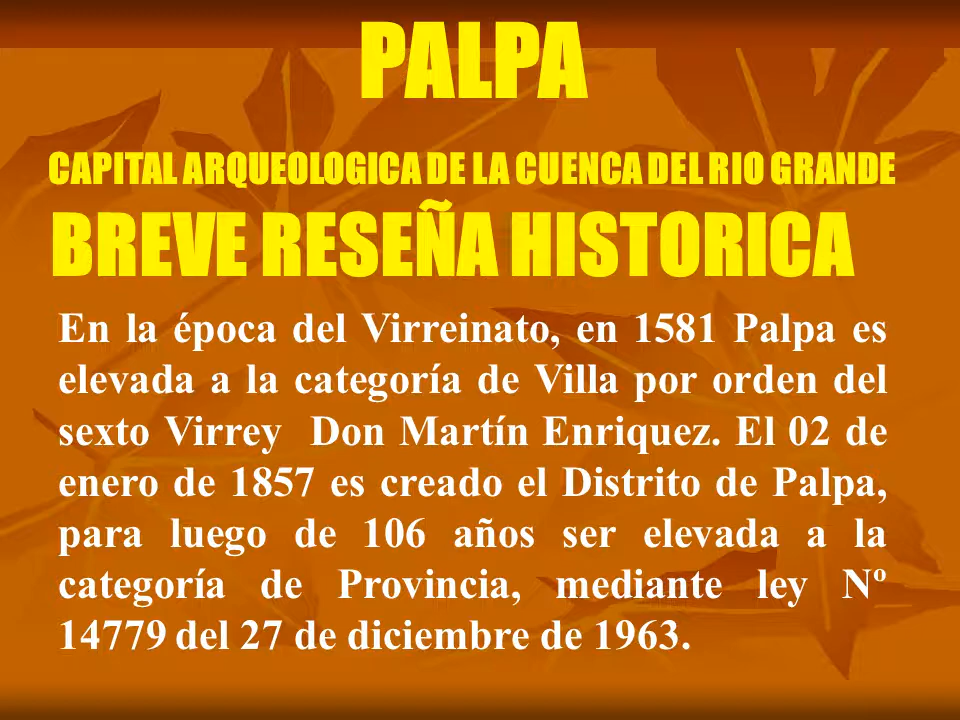 PALPA
CAPITAL ARQUEOLOGICA DE LA CUENCA DEL RIO GRANDE
BREVE RESEÑA HISTORICA
En la época del Virreinato, en 1581 Palpa es
elevada a la categoría de Villa por orden del
sexto Virrey Don Martín Enriquez. El 02 de
enero de 1857 es creado el Distrito de Palpa,
para luego de 106 años ser elevada a la
categoría de Provincia, mediante ley Nº
14779 del 27 de diciembre de 1963.